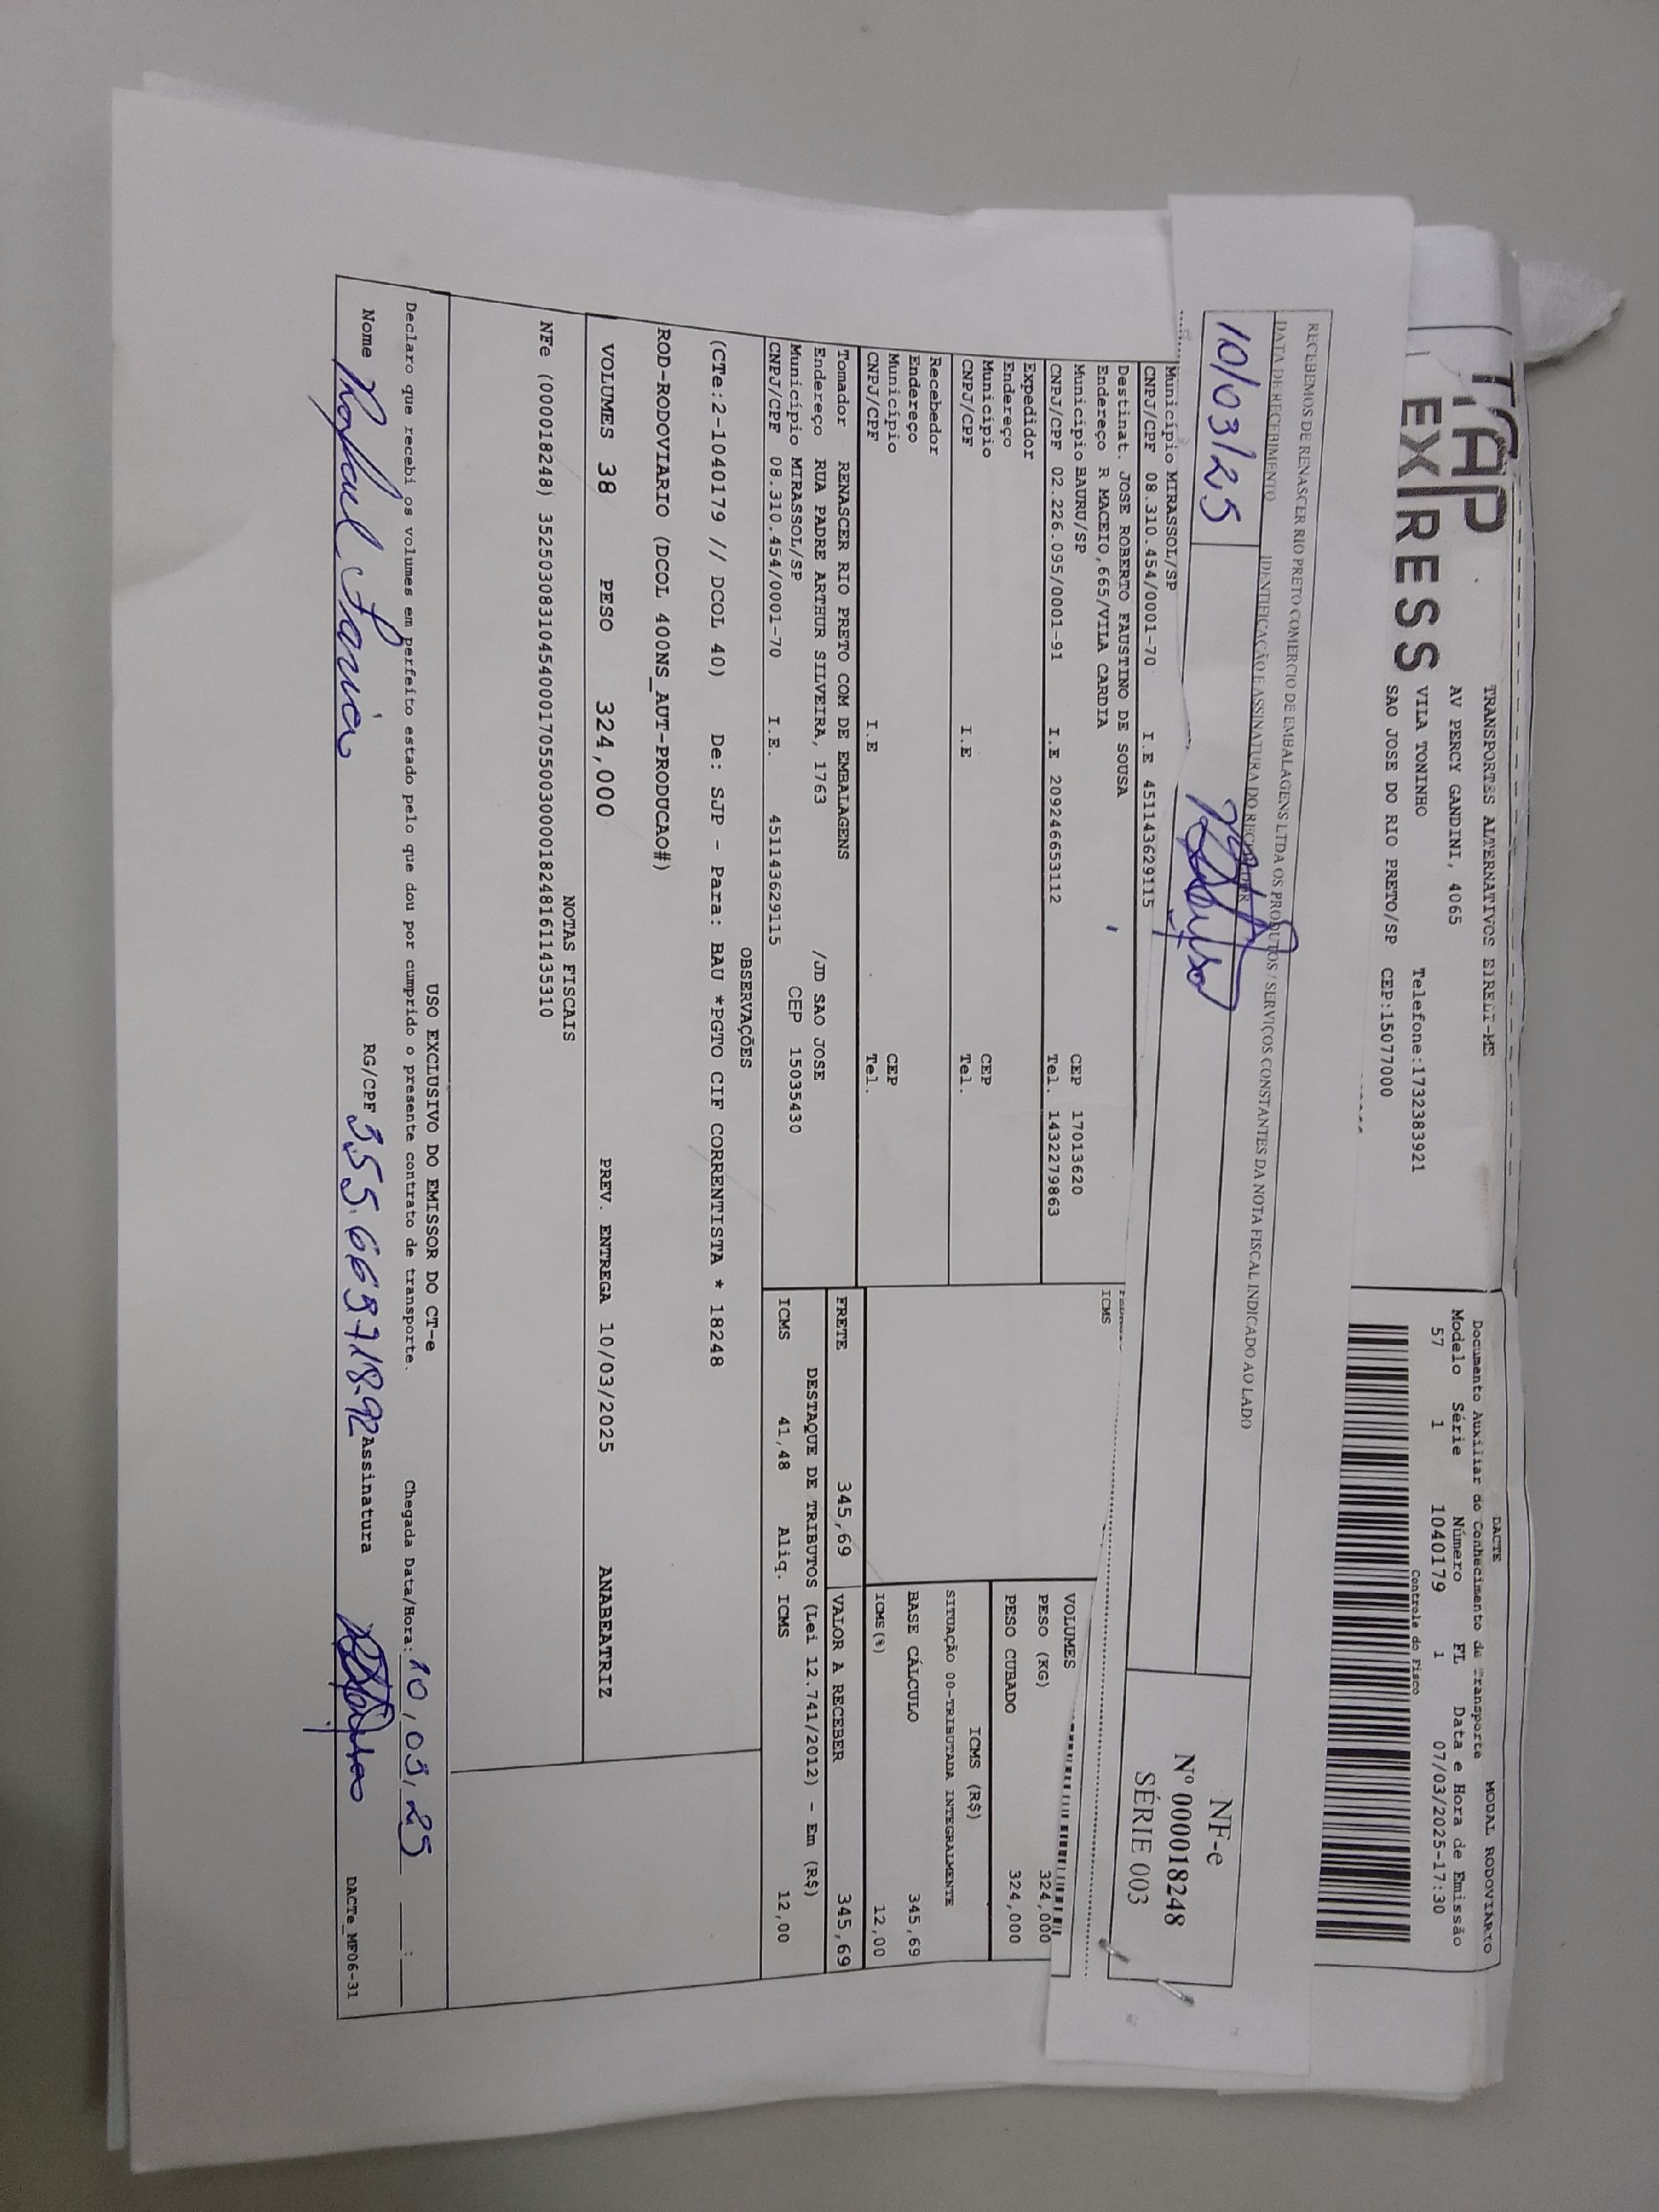 TAP
EXPRESS
TRANSPORTES ALTERNATIVOS EIRELI-ME
AV PERCY GANDINI, 4065
VILA TONINHO Telefone:1732383921
SAO JOSE DO RIO PRETO/SP CEP:15077000
DACTE MODAL RODOVIARIO
Documento Auxiliar do Conhecimento de Transporte
Modelo Série Número FL Data e Hora de Emissão
57 1 1040179 1 07/03/2025-17:30
Controle do Fisco
RECEBEMOS DE RENASCER RIO PRETO COMERCIO DE EMBALAGENS LTDA OS PRODUTOS / SERVIÇOS CONSTANTES DA NOTA FISCAL INDICADO AO LADO
DATA DE RECEBIMENTO IDENTIFICAÇÃO E ASSINATURA DO RECEBEDOR
10/03/25
NF-e
Nº 000018248
SÉRIE 003
Município MIRASSOL/SP
CNPJ/CPF 08.310.454/0001-70 I.E 451143629115
Destinat. JOSE ROBERTO FAUSTINO DE SOUSA
Endereço R MACEIO,665/VILA CARDIA
Município BAURU/SP CEP 17013620
CNPJ/CPF 02.226.095/0001-91 I.E 209246653112 Tel. 1432279863
Expedidor
Endereço
Município CEP
CNPJ/CPF I.E Tel.
Recebedor
Endereço
Município CEP
CNPJ/CPF I.E Tel.
ICMS
VOLUMES
PESO (KG) 324,000
PESO CUBADO 324,000
ICMS (R$)
SITUAÇÃO 00-TRIBUTADA INTEGRALMENTE
BASE CÁLCULO 345,69
ICMS(%) 12,00
Tomador RENASCER RIO PRETO COM DE EMBALAGENS
Endereço RUA PADRE ARTHUR SILVEIRA, 1763 /JD SAO JOSE
Município MIRASSOL/SP CEP 15035430
CNPJ/CPF 08.310.454/0001-70 I.E. 451143629115
FRETE 345,69 VALOR A RECEBER 345,69
DESTAQUE DE TRIBUTOS (Lei 12.741/2012) - Em (R$)
ICMS 41,48 Aliq. ICMS 12,00
OBSERVAÇÕES
(CTe:2-1040179 // DCOL 40) De: SJP - Para: BAU *PGTO CIF CORRENTISTA * 18248
ROD-RODOVIARIO (DCOL 400NS_AUT-PRODUCAO#)
VOLUMES 38 PESO 324,000 PREV. ENTREGA 10/03/2025 ANABEATRIZ
NOTAS FISCAIS
NFe (000018248) 35250308310454000170550030000182481611435310
USO EXCLUSIVO DO EMISSOR DO CT-e
Declaro que recebi os volumes em perfeito estado pelo que dou por cumprido o presente contrato de transporte. Chegada Data/Hora: 10/03/25 __:__
Nome RG/CPF 355.669718-92 Assinatura
DACTe_MF06-31